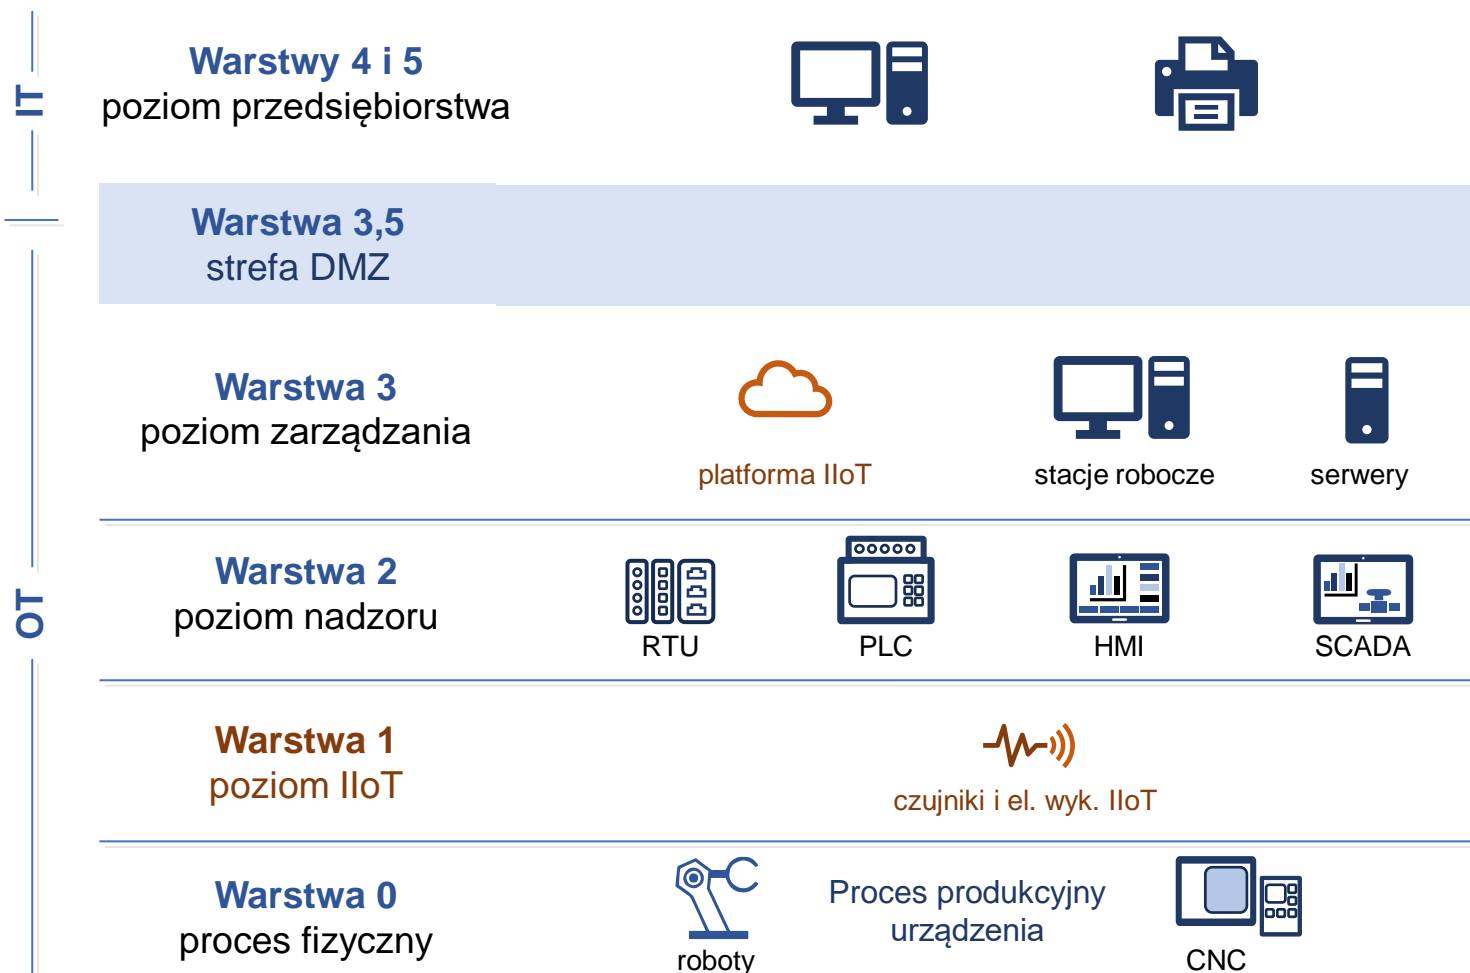 IT
Warstwy 4 i 5
poziom przedsiębiorstwa
Warstwa 3,5
strefa DMZ
Warstwa 3
poziom zarządzania
platforma IIoT
stacje robocze
serwery
OT
Warstwa 2
poziom nadzoru
RTU
PLC
HMI
SCADA
Warstwa 1
poziom IIoT
czujniki i el. wyk. IIoT
Warstwa 0
proces fizyczny
roboty
Proces produkcyjny
urządzenia
CNC